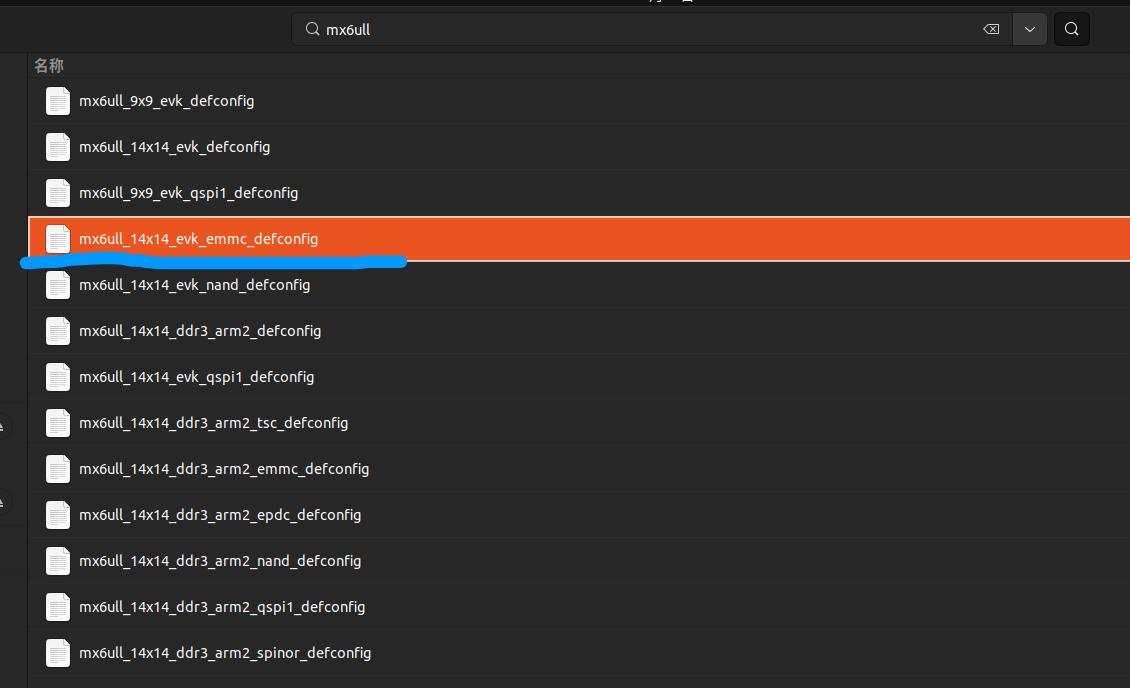 mx6ull
名称
mx6ull_9x9_evk_defconfig
mx6ull_14x14_evk_defconfig
mx6ull_9x9_evk_qspi1_defconfig
mx6ull_14x14_evk_emmc_defconfig
mx6ull_14x14_evk_nand_defconfig
mx6ull_14x14_ddr3_arm2_defconfig
mx6ull_14x14_evk_qspi1_defconfig
mx6ull_14x14_ddr3_arm2_tsc_defconfig
mx6ull_14x14_ddr3_arm2_emmc_defconfig
mx6ull_14x14_ddr3_arm2_epdc_defconfig
mx6ull_14x14_ddr3_arm2_nand_defconfig
mx6ull_14x14_ddr3_arm2_qspi1_defconfig
mx6ull_14x14_ddr3_arm2_spinor_defconfig